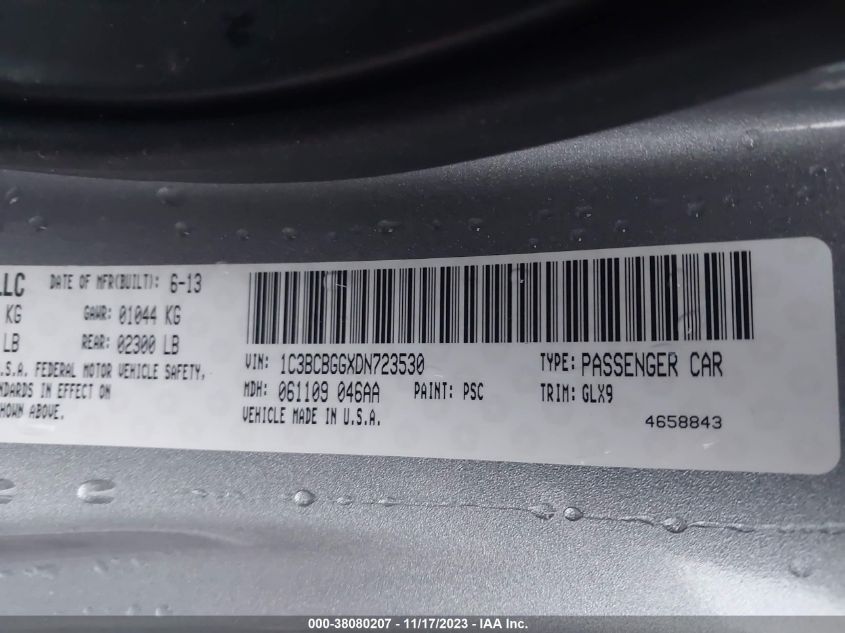 LLC DATE OF MFR(BUILT): 6-13
KG GAWR: 01044 KG
LB REAR: 02300 LB
U.S.A. FEDERAL MOTOR VEHICLE SAFETY,
NDARDS IN EFFECT ON
SHOWN ABOVE.
VIN: 1C3BCBGGXDN723530 TYPE: PASSENGER CAR
MDH: 061109 046AA PAINT: PSC TRIM: GLX9
VEHICLE MADE IN U.S.A.
4658843
000-38080207 - 11/17/2023 - IAA Inc.